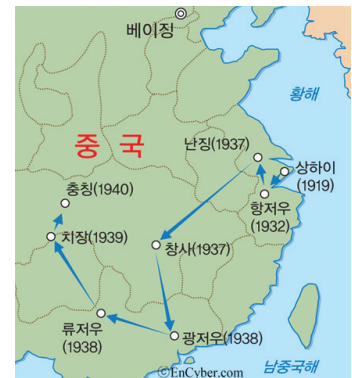 베이징
황해
중 국
난징(1937)
상하이
(1919)
충칭(1940)
항저우
(1932)
치장(1939)
창사(1937)
류저우
(1938)
광저우(1938)
남중국해
©EnCyber.com